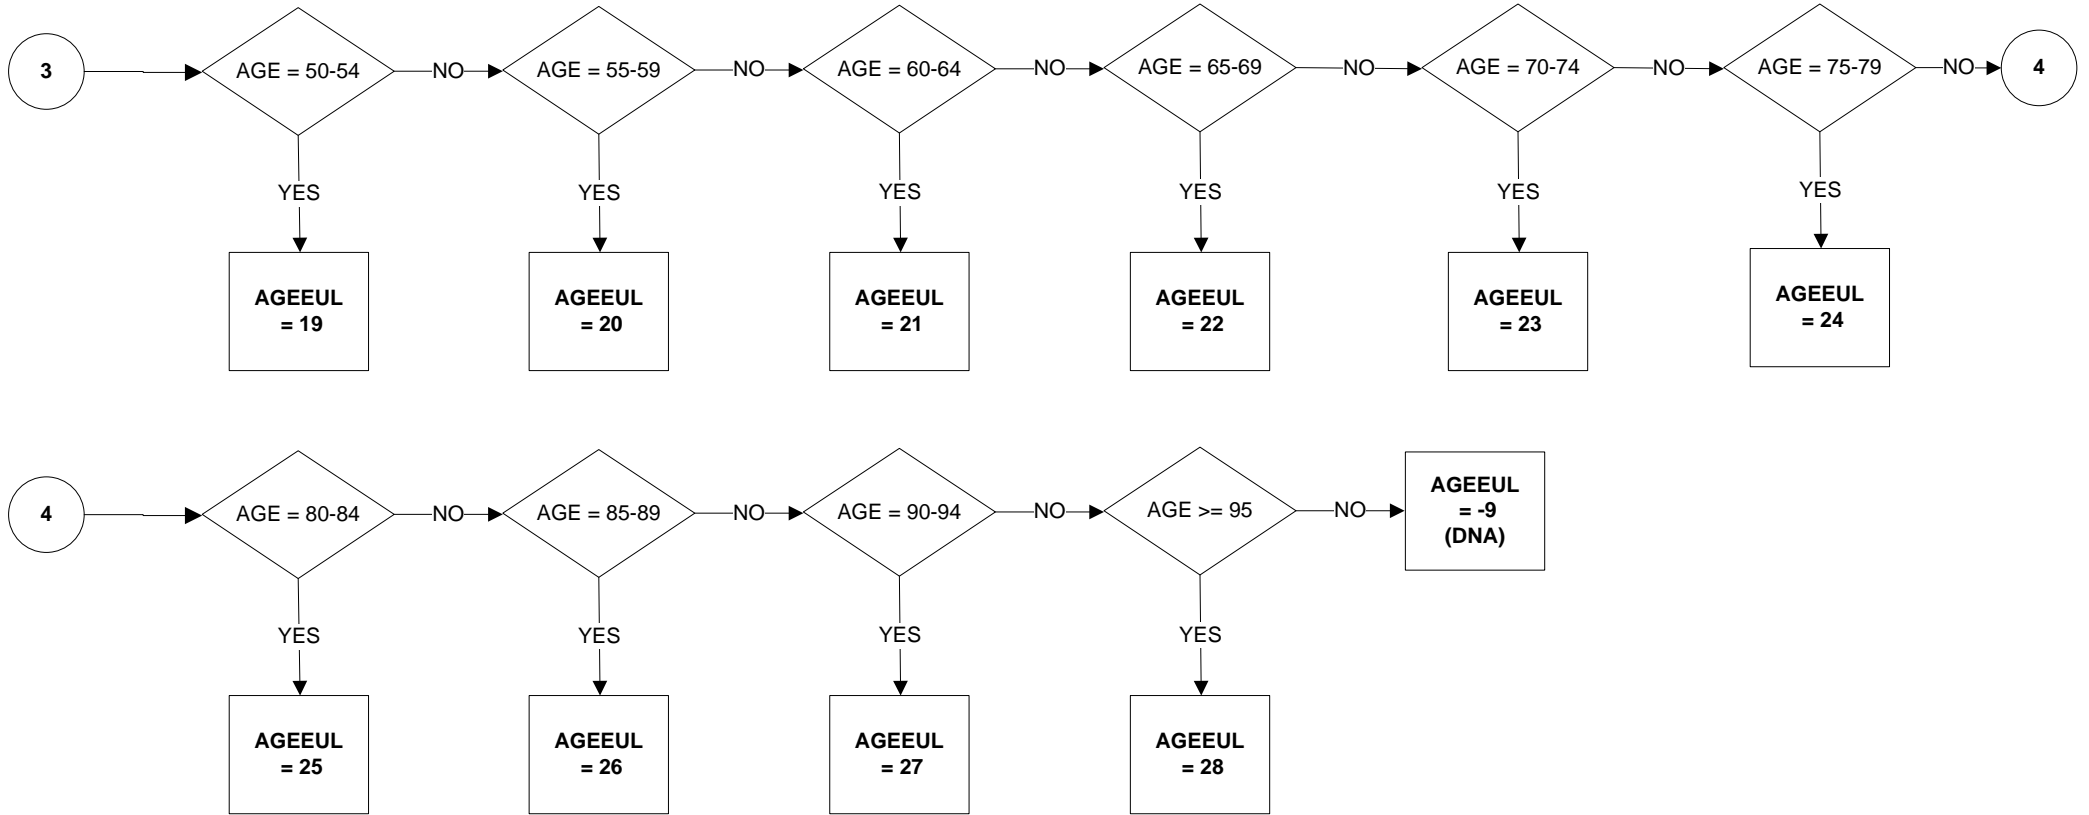 3
AGE = 50-54
NO
AGE = 55-59
NO
AGE = 60-64
NO
AGE = 65-69
NO
AGE = 70-74
NO
AGE = 75-79
NO
4
YES
YES
YES
YES
YES
YES
AGEEUL
= 19
AGEEUL
= 20
AGEEUL
= 21
AGEEUL
= 22
AGEEUL
= 23
AGEEUL
= 24
4
AGE = 80-84
NO
AGE = 85-89
NO
AGE = 90-94
NO
AGE >= 95
NO
AGEEUL
= -9
(DNA)
YES
YES
YES
YES
AGEEUL
= 25
AGEEUL
= 26
AGEEUL
= 27
AGEEUL
= 28